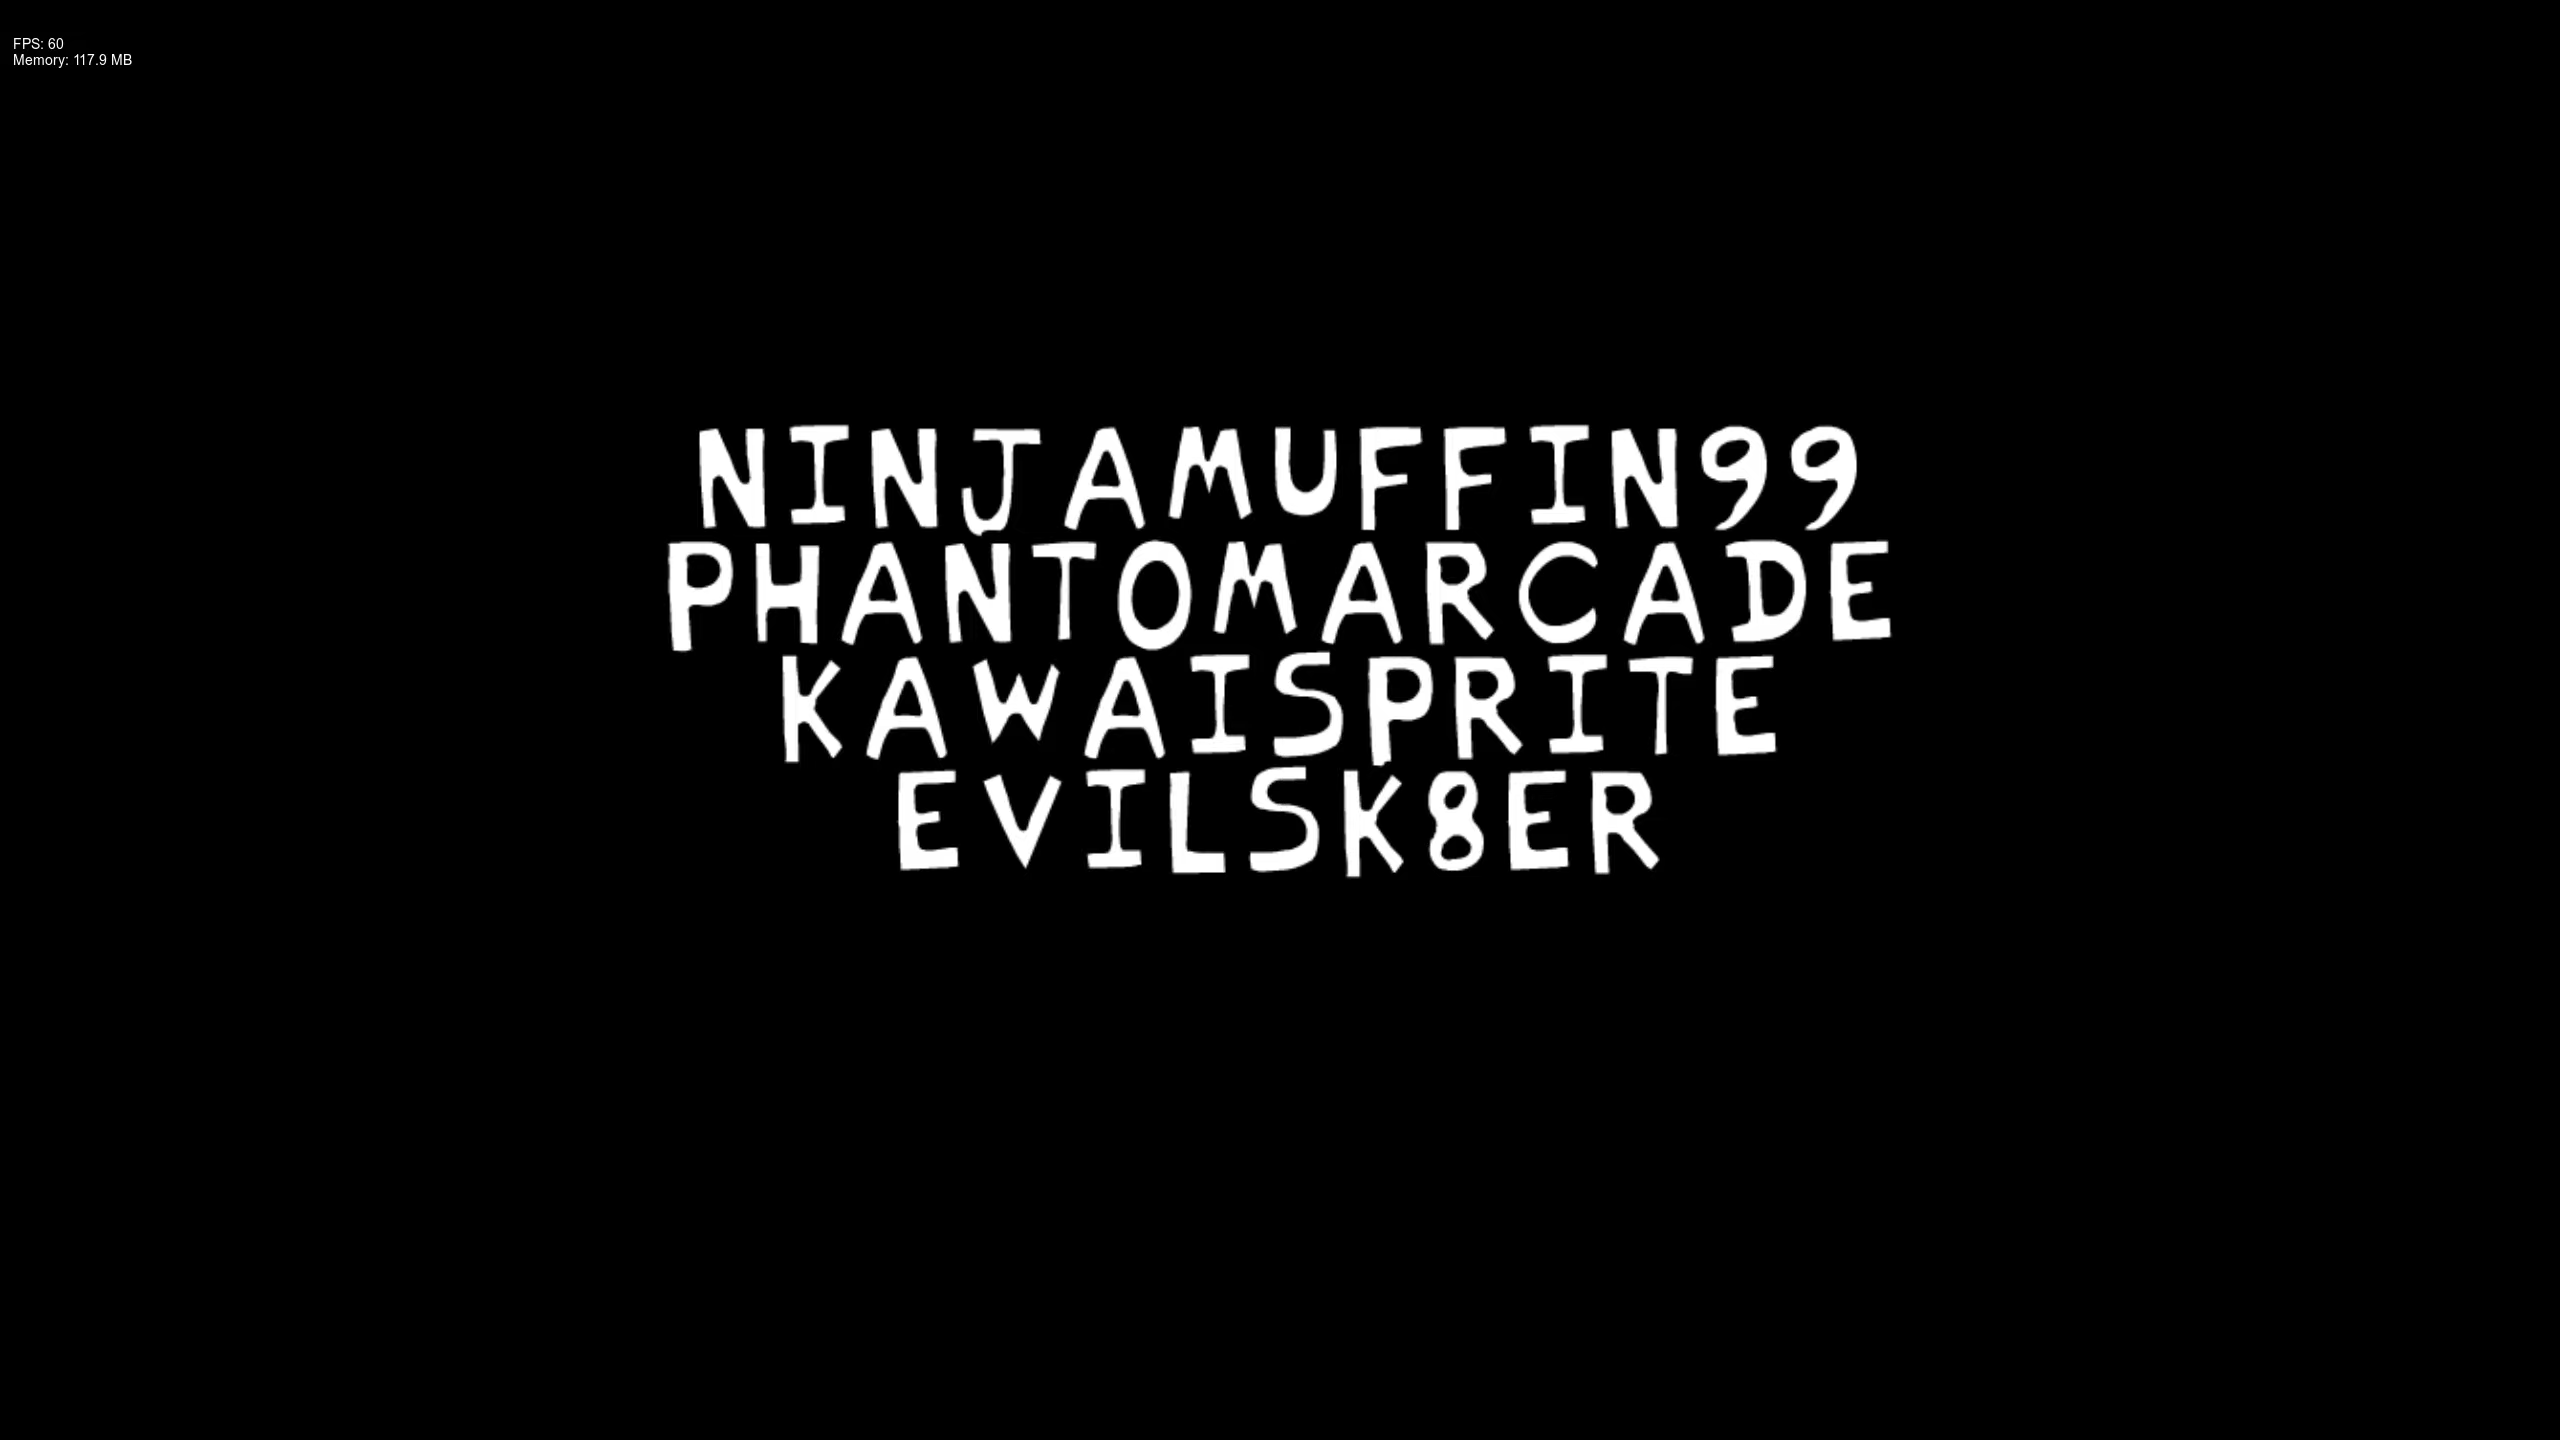 FPS: 60
Memory: 117.9 MB
NINJAMUFFIN99
PHANTOMARCADE
KAWAISPRITE
EVILSK8ER